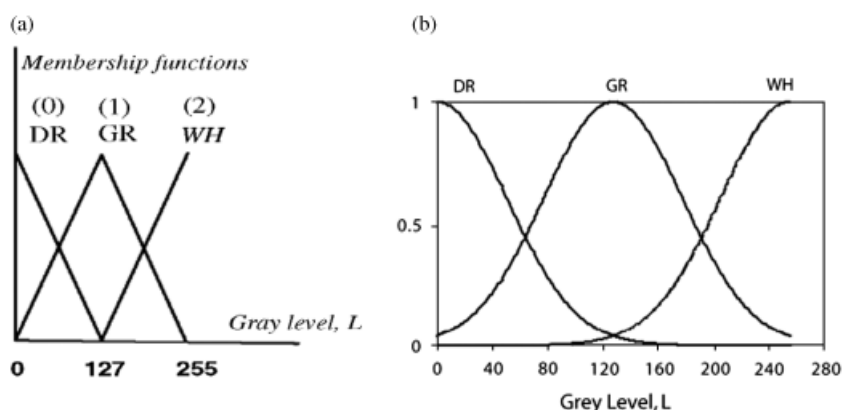 (a)
Membership functions
(0) (1) (2)
DR GR WH
Gray level, L
0 127 255
(b)
DR GR WH
1
0.5
0
0 40 80 120 160 200 240 280
Grey Level, L